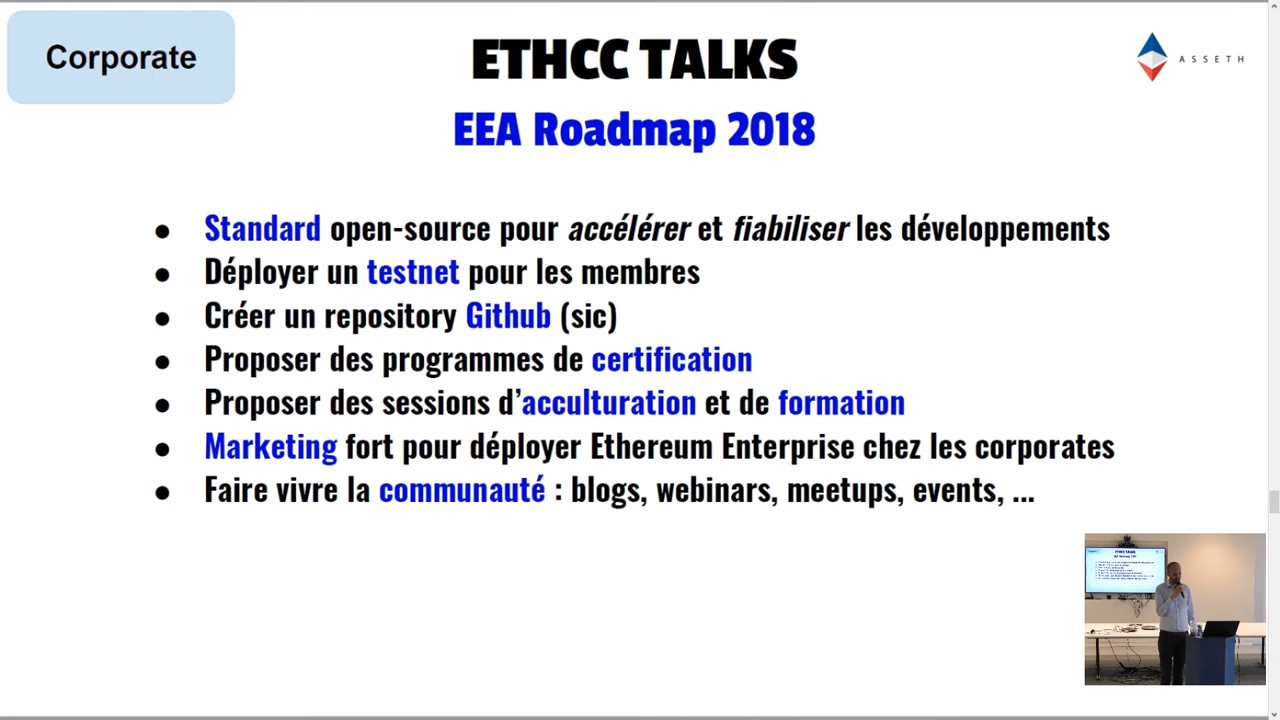 Corporate
ETHCC TALKS
ASSETH
EEA Roadmap 2018
● Standard open-source pour accélérer et fiabiliser les développements
● Déployer un testnet pour les membres
● Créer un repository Github (sic)
● Proposer des programmes de certification
● Proposer des sessions d’acculturation et de formation
● Marketing fort pour déployer Ethereum Enterprise chez les corporates
● Faire vivre la communauté : blogs, webinars, meetups, events, ...